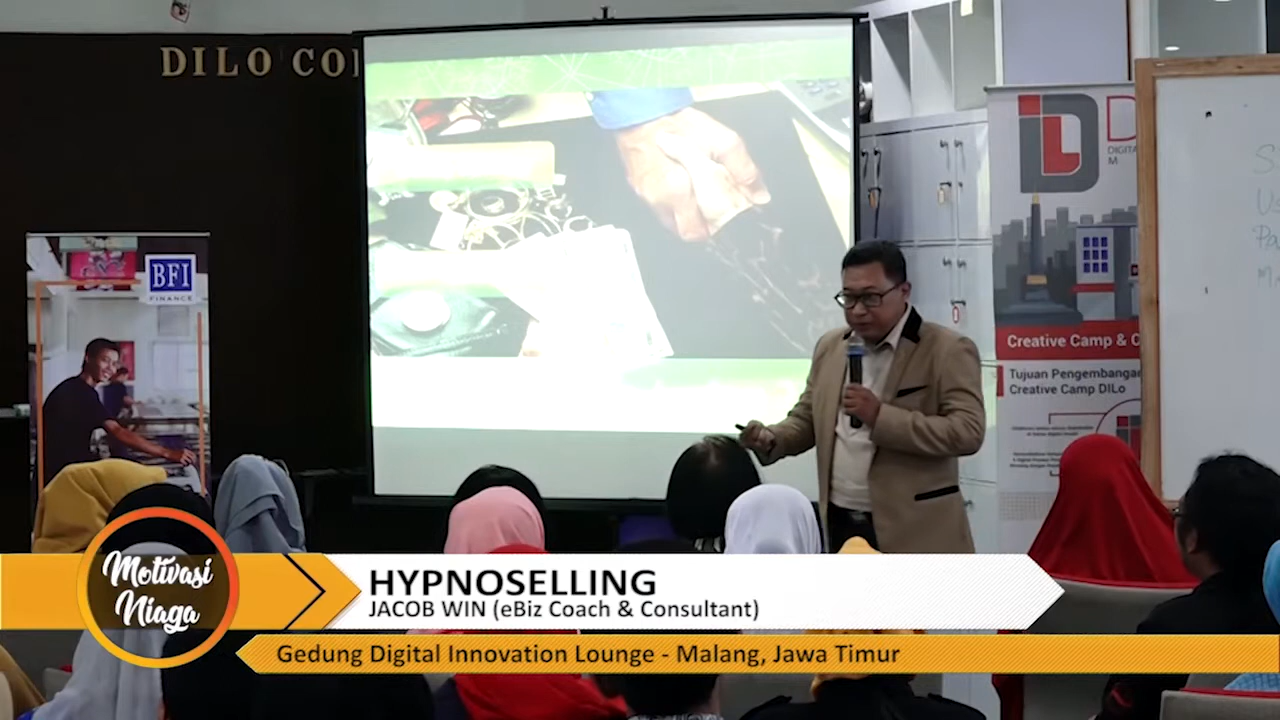 DILO CO
BFI
FINANCE
D
DIGITA
M
Creative Camp & C
Tujuan Pengembangan
Creative Camp DILo
Motivasi
Niaga
HYPNOSELLING
JACOB WIN (eBiz Coach & Consultant)
Gedung Digital Innovation Lounge - Malang, Jawa Timur